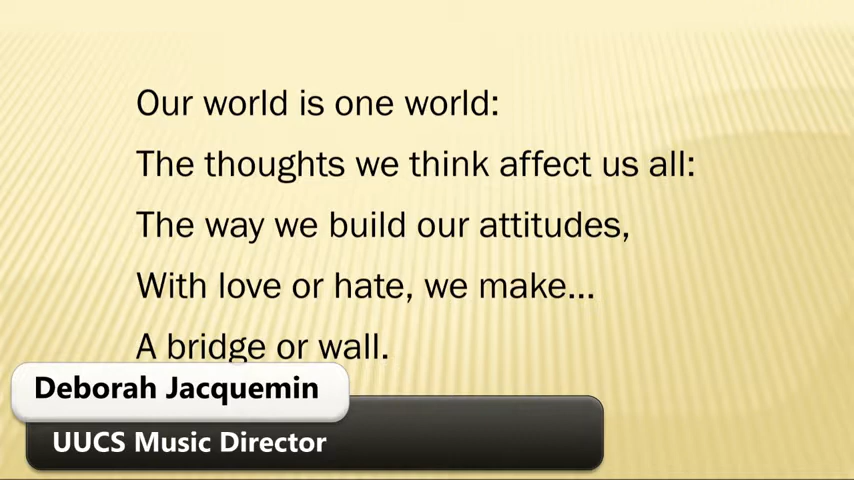 Our world is one world:
The thoughts we think affect us all:
The way we build our attitudes,
With love or hate, we make...
A bridge or wall.
Deborah Jacquemin
UUCS Music Director